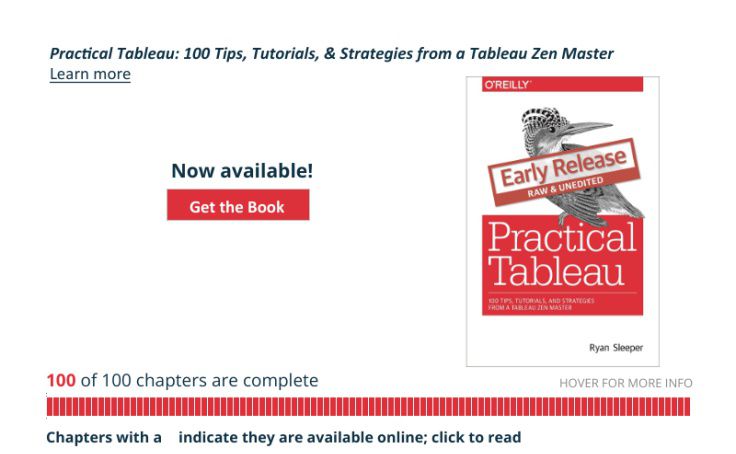 Practical Tableau: 100 Tips, Tutorials, & Strategies from a Tableau Zen Master
Learn more
O'REILLY®
Early Release
RAW & UNEDITED
Practical
Tableau
100 TIPS, TUTORIALS, AND STRATEGIES
FROM A TABLEAU ZEN MASTER
Ryan Sleeper
Now available!
Get the Book
100 of 100 chapters are complete
HOVER FOR MORE INFO
Chapters with a indicate they are available online; click to read